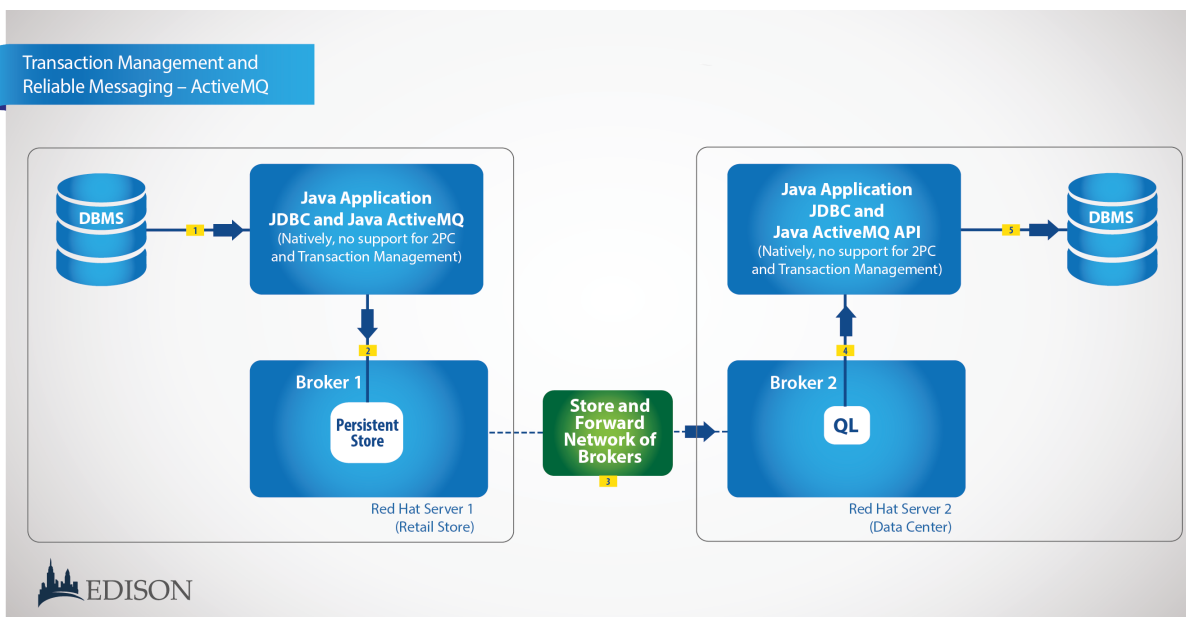 Transaction Management and
Reliable Messaging – ActiveMQ
DBMS
1
Java Application
JDBC and Java ActiveMQ
(Natively, no support for 2PC
and Transaction Management)
2
Broker 1
Persistent
Store
Red Hat Server 1
(Retail Store)
Store and
Forward
Network of
Brokers
3
Java Application
JDBC and
Java ActiveMQ API
(Natively, no support for 2PC
and Transaction Management)
5
DBMS
4
Broker 2
QL
Red Hat Server 2
(Data Center)
EDISON